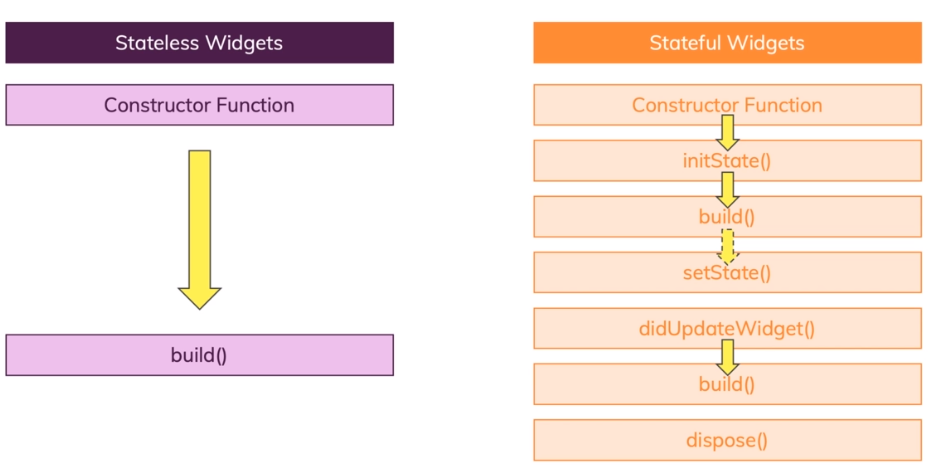 Stateless Widgets
Constructor Function
build()
Stateful Widgets
Constructor Function
initState()
build()
setState()
didUpdateWidget()
build()
dispose()